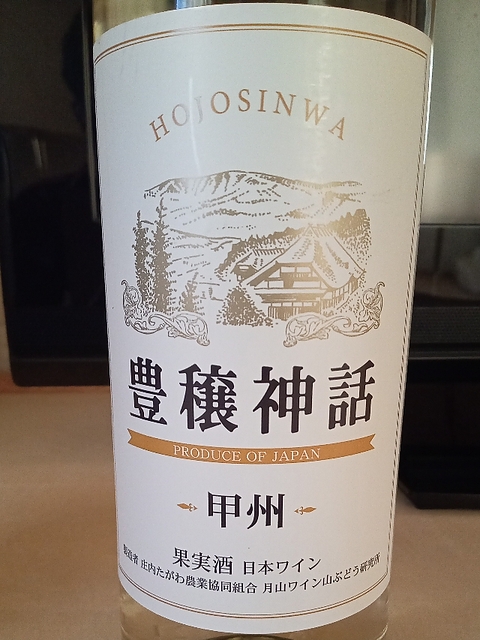 HOJOSINWA
豊穣神話
PRODUCE OF JAPAN
甲州
果実酒 日本ワイン
製造者 庄内たがわ農業協同組合 月山ワイン山ぶどう研究所